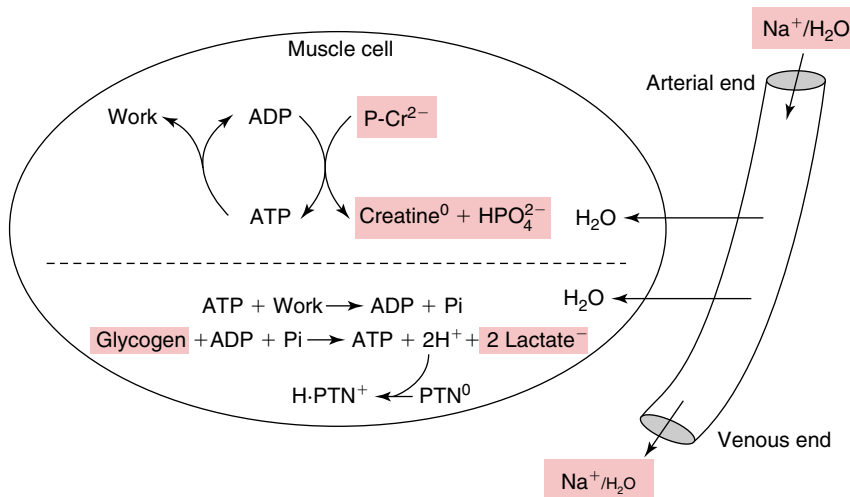 Na⁺/H₂O
Muscle cell
Arterial end
Work ADP P-Cr²⁻
ATP Creatine⁰ + HPO₄²⁻ H₂O
H₂O
ATP + Work → ADP + Pi
Glycogen +ADP + Pi → ATP + 2H⁺ + 2 Lactate⁻
H·PTN⁺ ← PTN⁰
Venous end
Na⁺/H₂O